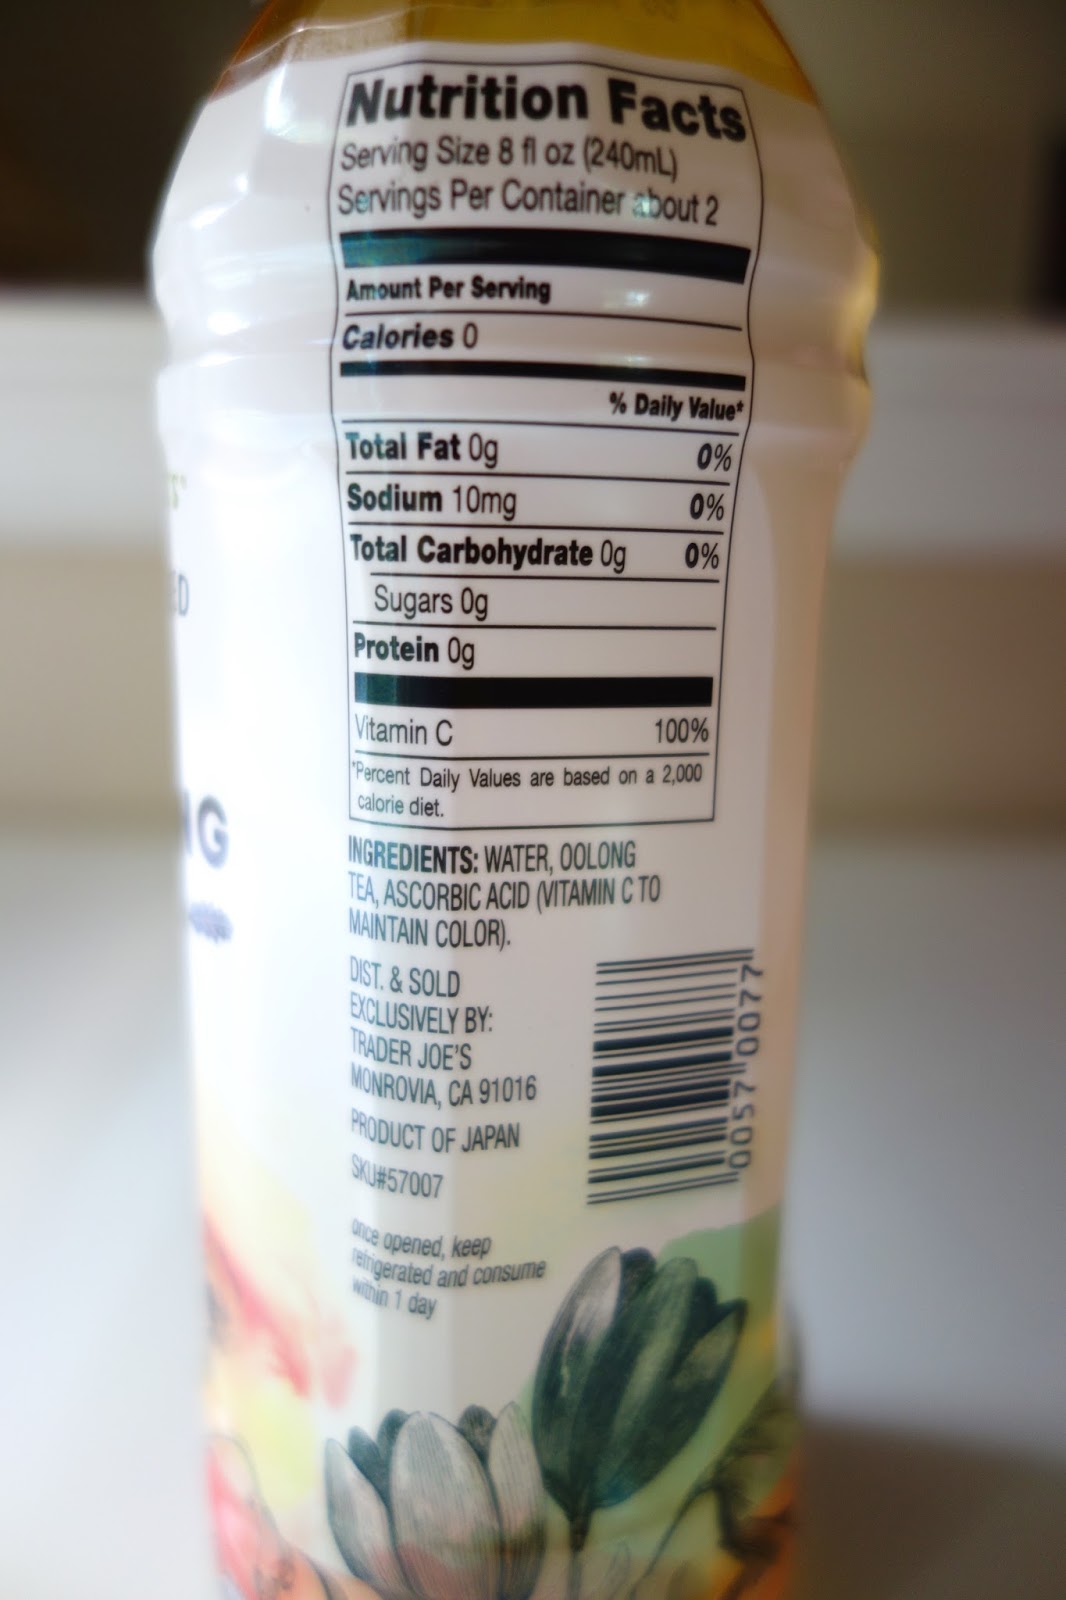 Nutrition Facts
Serving Size 8 fl oz (240mL)
Servings Per Container about 2
Amount Per Serving
Calories 0
% Daily Value*
Total Fat 0g 0%
Sodium 10mg 0%
Total Carbohydrate 0g 0%
Sugars 0g
Protein 0g
Vitamin C 100%
*Percent Daily Values are based on a 2,000
calorie diet.
INGREDIENTS: WATER, OOLONG
TEA, ASCORBIC ACID (VITAMIN C TO
MAINTAIN COLOR).
DIST. & SOLD
EXCLUSIVELY BY:
TRADER JOE'S
MONROVIA, CA 91016
PRODUCT OF JAPAN
SKU#57007
once opened, keep
refrigerated and consume
within 1 day
0057 0077